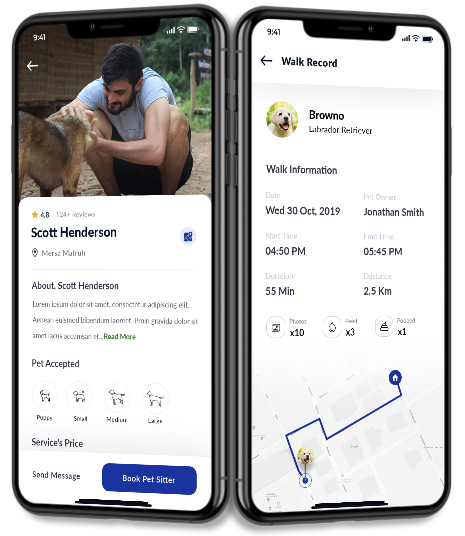 9:41
4.8 124+ Reviews
Scott Henderson
Mersa Matruh
About, Scott Henderson
Lorem ipsum dolor sit amet, consectetur adipiscing elit.
Aenean euismod bibendum laoreet. Proin gravida dolor sit
amet lacus accumsan et...Read More
Pet Accepted
Puppy Small Medium Large
Service's Price
Send Message Book Pet Sitter
9:41
Walk Record
Browno
Labrador Retriever
Walk Information
Date Pet Owner
Wed 30 Oct, 2019 Jonathan Smith
Start Time End Time
04:50 PM 05:45 PM
Duration Distance
55 Min 2.5 Km
Photos Peed Pooped
x10 x3 x1